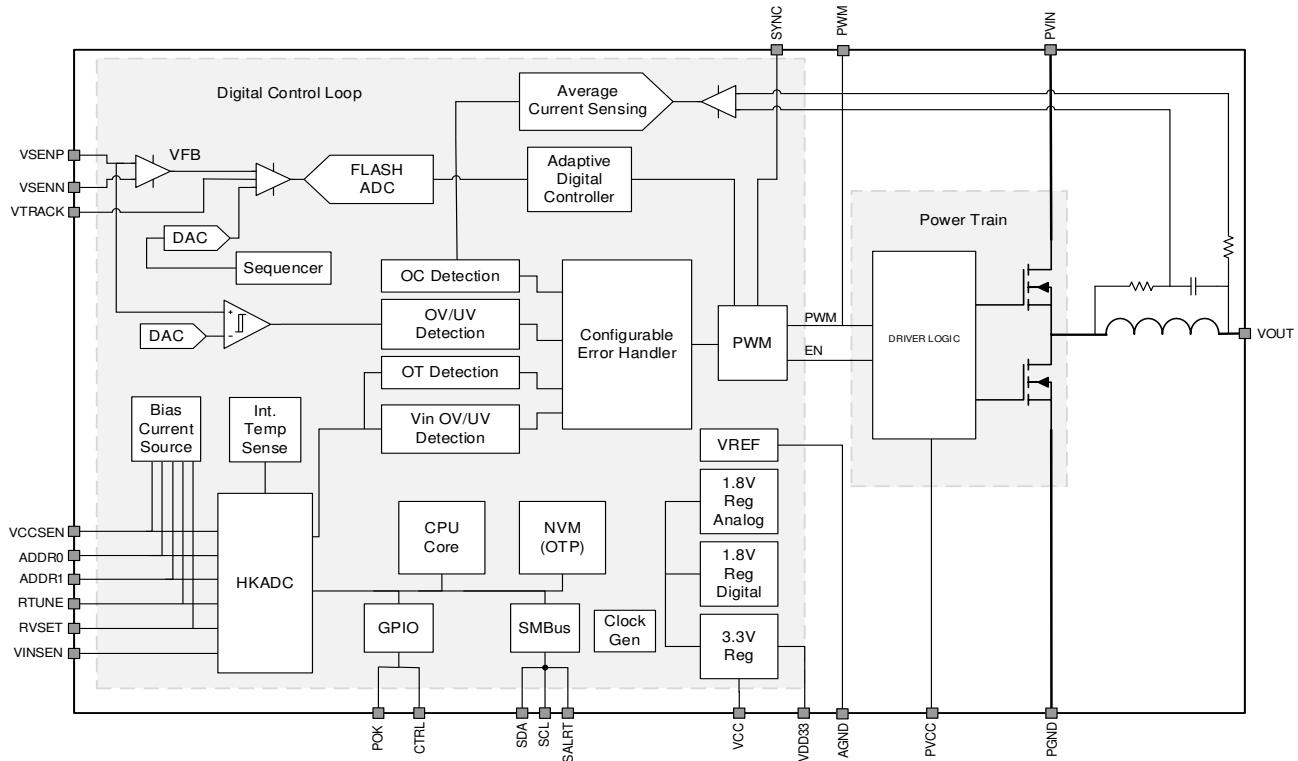 SYNC
PWM
PVIN
Digital Control Loop
Average
Current Sensing
VSENP
VFB
VSENN
FLASH
ADC
Adaptive
Digital
Controller
VTRACK
DAC
Sequencer
Power Train
OC Detection
OV/UV
Detection
OT Detection
Vin OV/UV
Detection
Configurable
Error Handler
+
-
DAC
PWM
PWM
EN
DRIVER LOGIC
VOUT
Bias
Current
Source
Int.
Temp
Sense
VREF
1.8V
Reg
Analog
1.8V
Reg
Digital
3.3V
Reg
VCCSEN
ADDR0
ADDR1
RTUNE
RVSET
VINSEN
HKADC
CPU
Core
NVM
(OTP)
GPIO
SMBus
Clock
Gen
POK
CTRL
SDA
SCL
SALRT
VCC
VDD33
AGND
PVCC
PGND